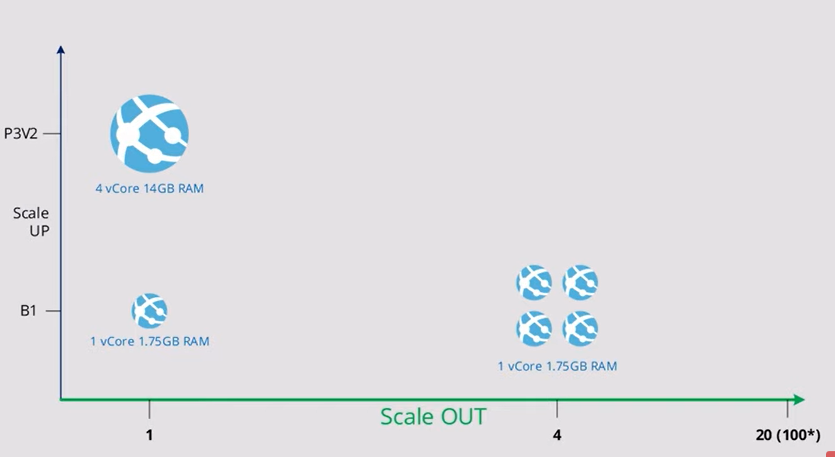 P3V2
4 vCore 14GB RAM
Scale
UP
B1
1 vCore 1.75GB RAM
1 vCore 1.75GB RAM
Scale OUT
1
4
20 (100*)